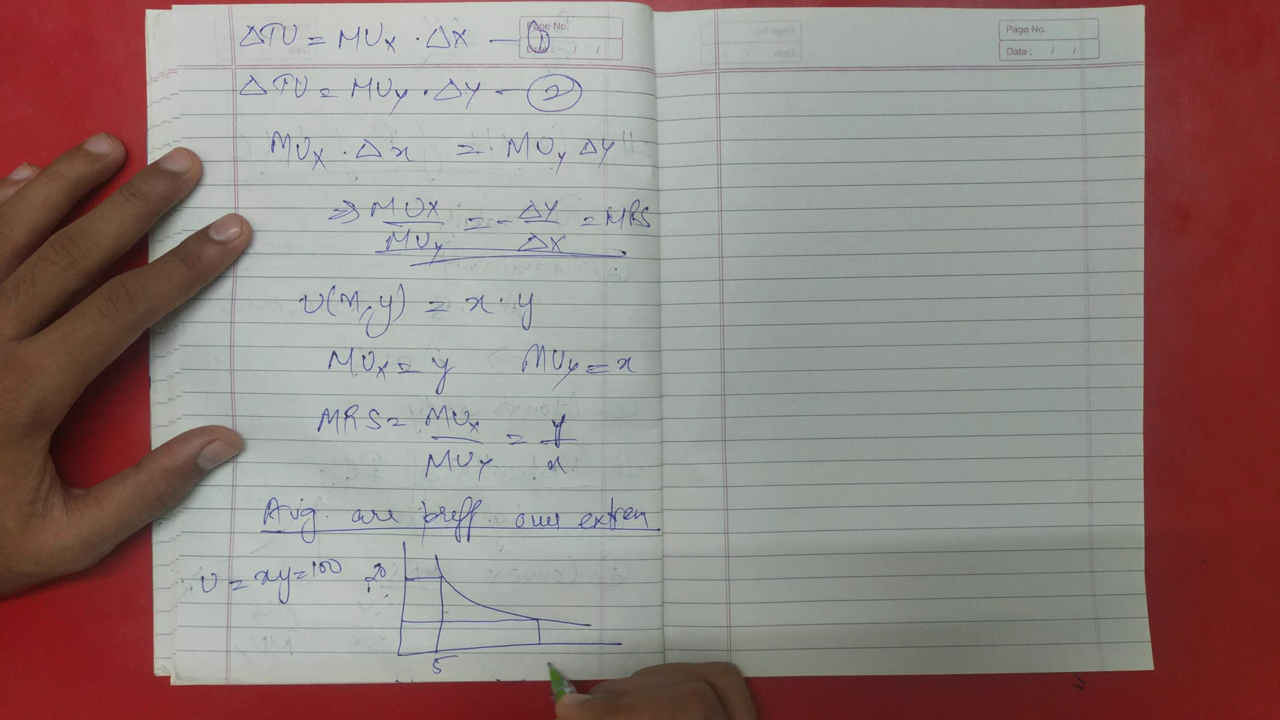 ΔTU = MUx · ΔX — ①
Page No.
Page No.
Date : / /
ΔTU = MUy · ΔY - ②
MUx · Δx = MUy ΔY
⇒ MUx / MUy = - ΔY / ΔX = MRS
U(x, y) = x · y
MUx = y MUy = x
MRS = MUx / MUy = y / x
Avg. are preff. over extrem
U = xy = 100 20
5